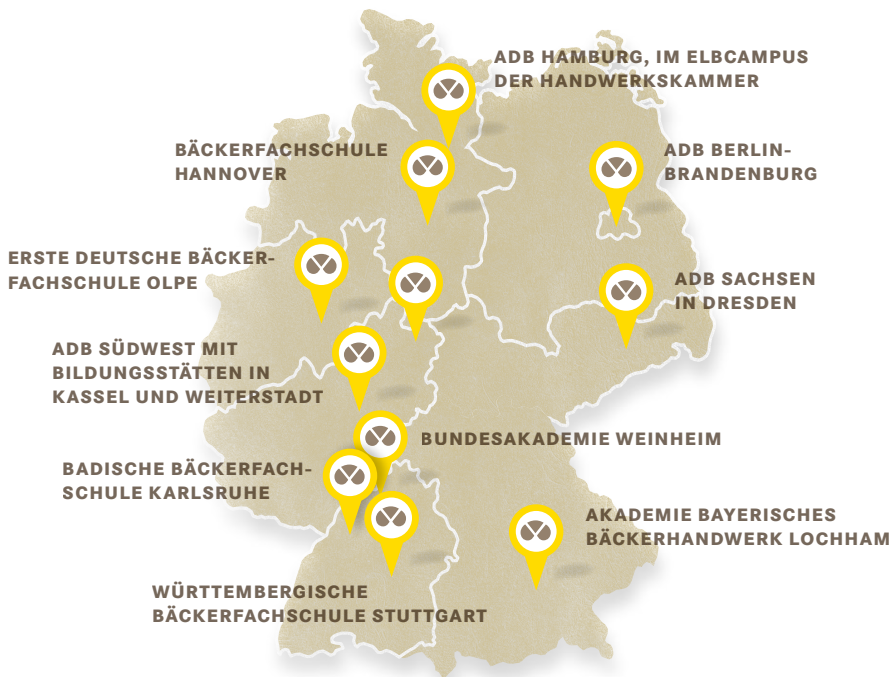 ADB HAMBURG, IM ELBCAMPUS
DER HANDWERKSKAMMER
BÄCKERFACHSCHULE
HANNOVER
ADB BERLIN-
BRANDENBURG
ERSTE DEUTSCHE BÄCKER-
FACHSCHULE OLPE
ADB SACHSEN
IN DRESDEN
ADB SÜDWEST MIT
BILDUNGSSTÄTTEN IN
KASSEL UND WEITERSTADT
BUNDESAKADEMIE WEINHEIM
BADISCHE BÄCKERFACH-
SCHULE KARLSRUHE
AKADEMIE BAYERISCHES
BÄCKERHANDWERK LOCHHAM
WÜRTTEMBERGISCHE
BÄCKERFACHSCHULE STUTTGART